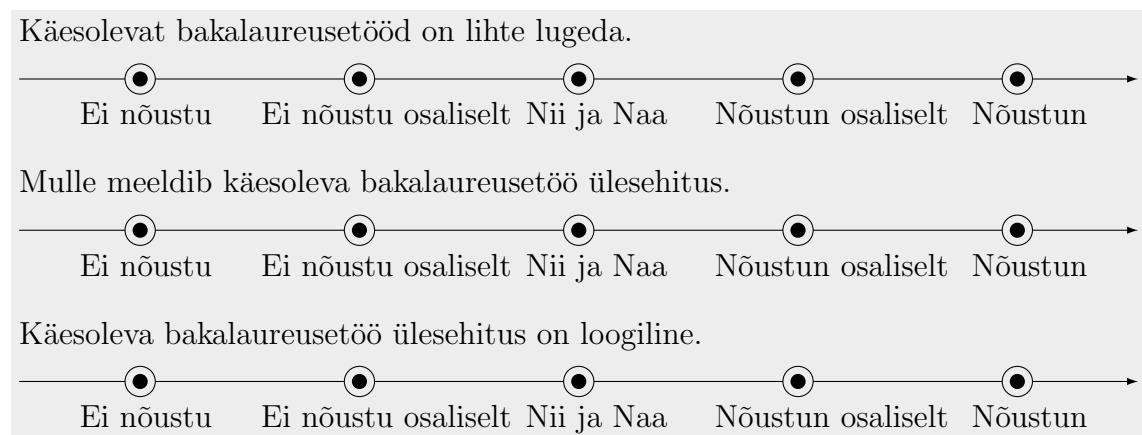 Käesolevat bakalaureusetööd on lihte lugeda.
Ei nõustu Ei nõustu osaliselt Nii ja Naa Nõustun osaliselt Nõustun
Mulle meeldib käesoleva bakalaureusetöö ülesehitus.
Ei nõustu Ei nõustu osaliselt Nii ja Naa Nõustun osaliselt Nõustun
Käesoleva bakalaureusetöö ülesehitus on loogiline.
Ei nõustu Ei nõustu osaliselt Nii ja Naa Nõustun osaliselt Nõustun